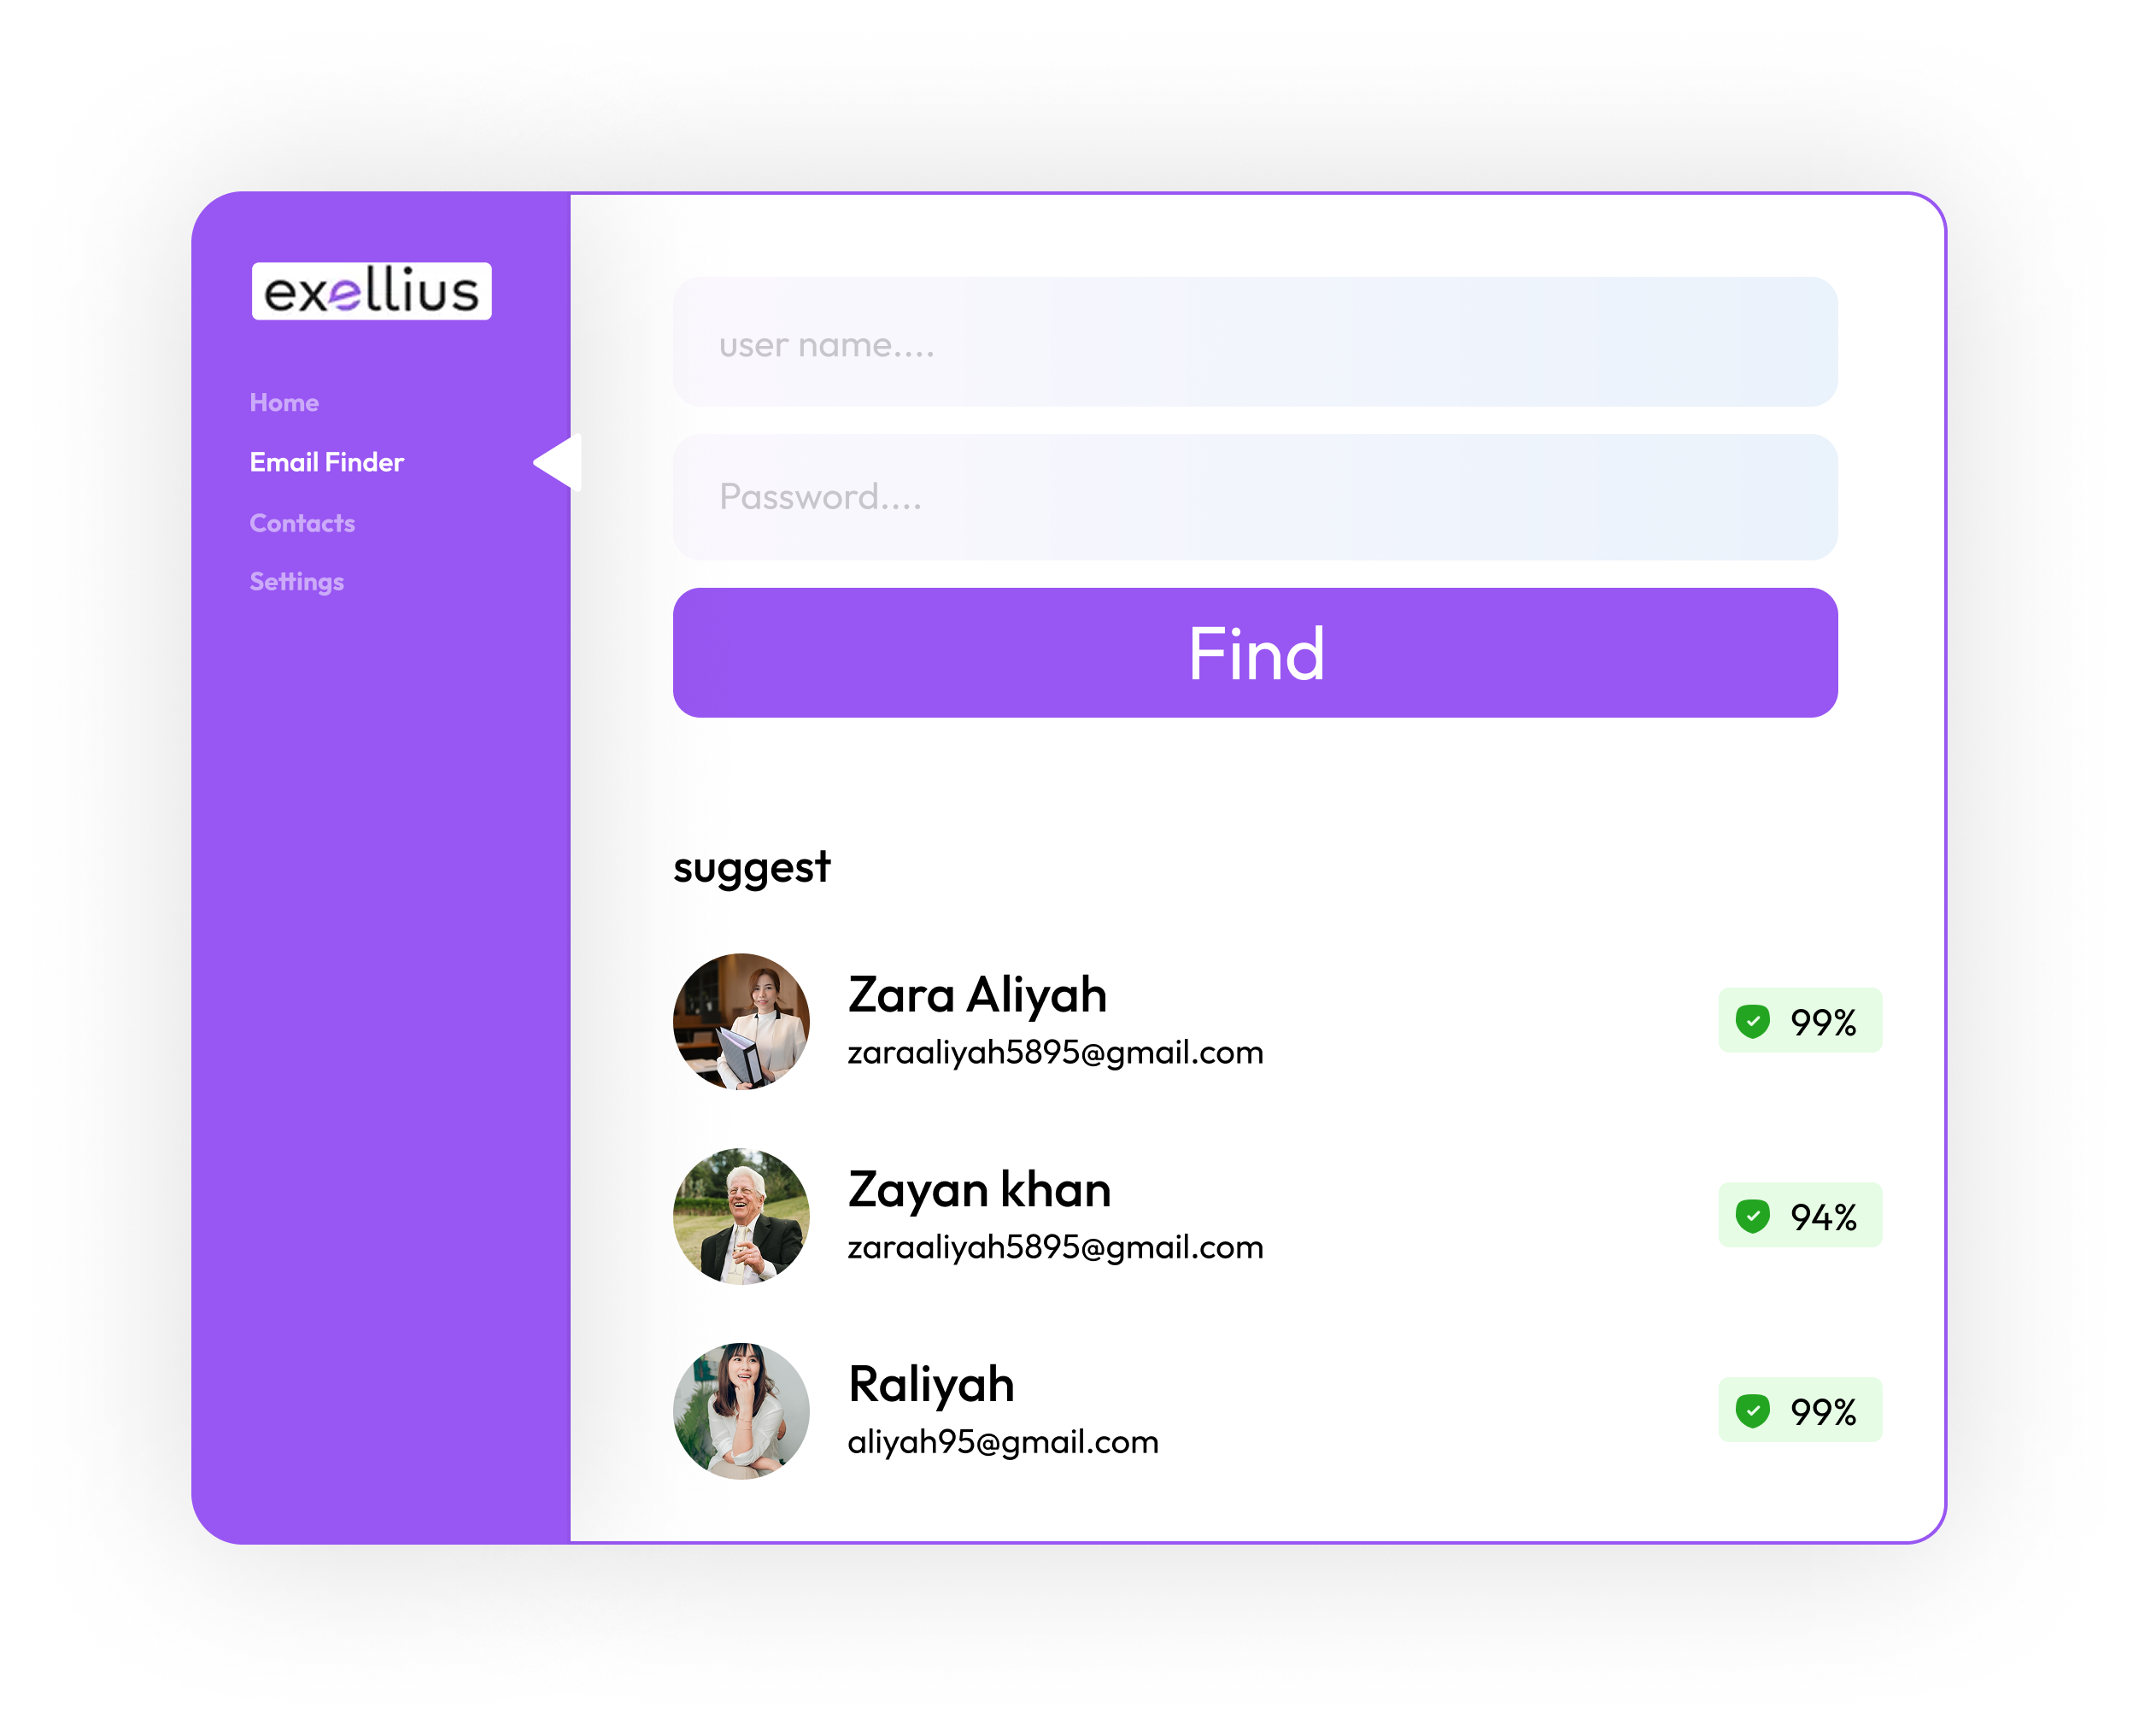 exellius
Home
Email Finder
Contacts
Settings
user name....
Password....
Find
suggest
Zara Aliyah
zaraaliyah5895@gmail.com
99%
Zayan khan
zaraaliyah5895@gmail.com
94%
Raliyah
aliyah95@gmail.com
99%